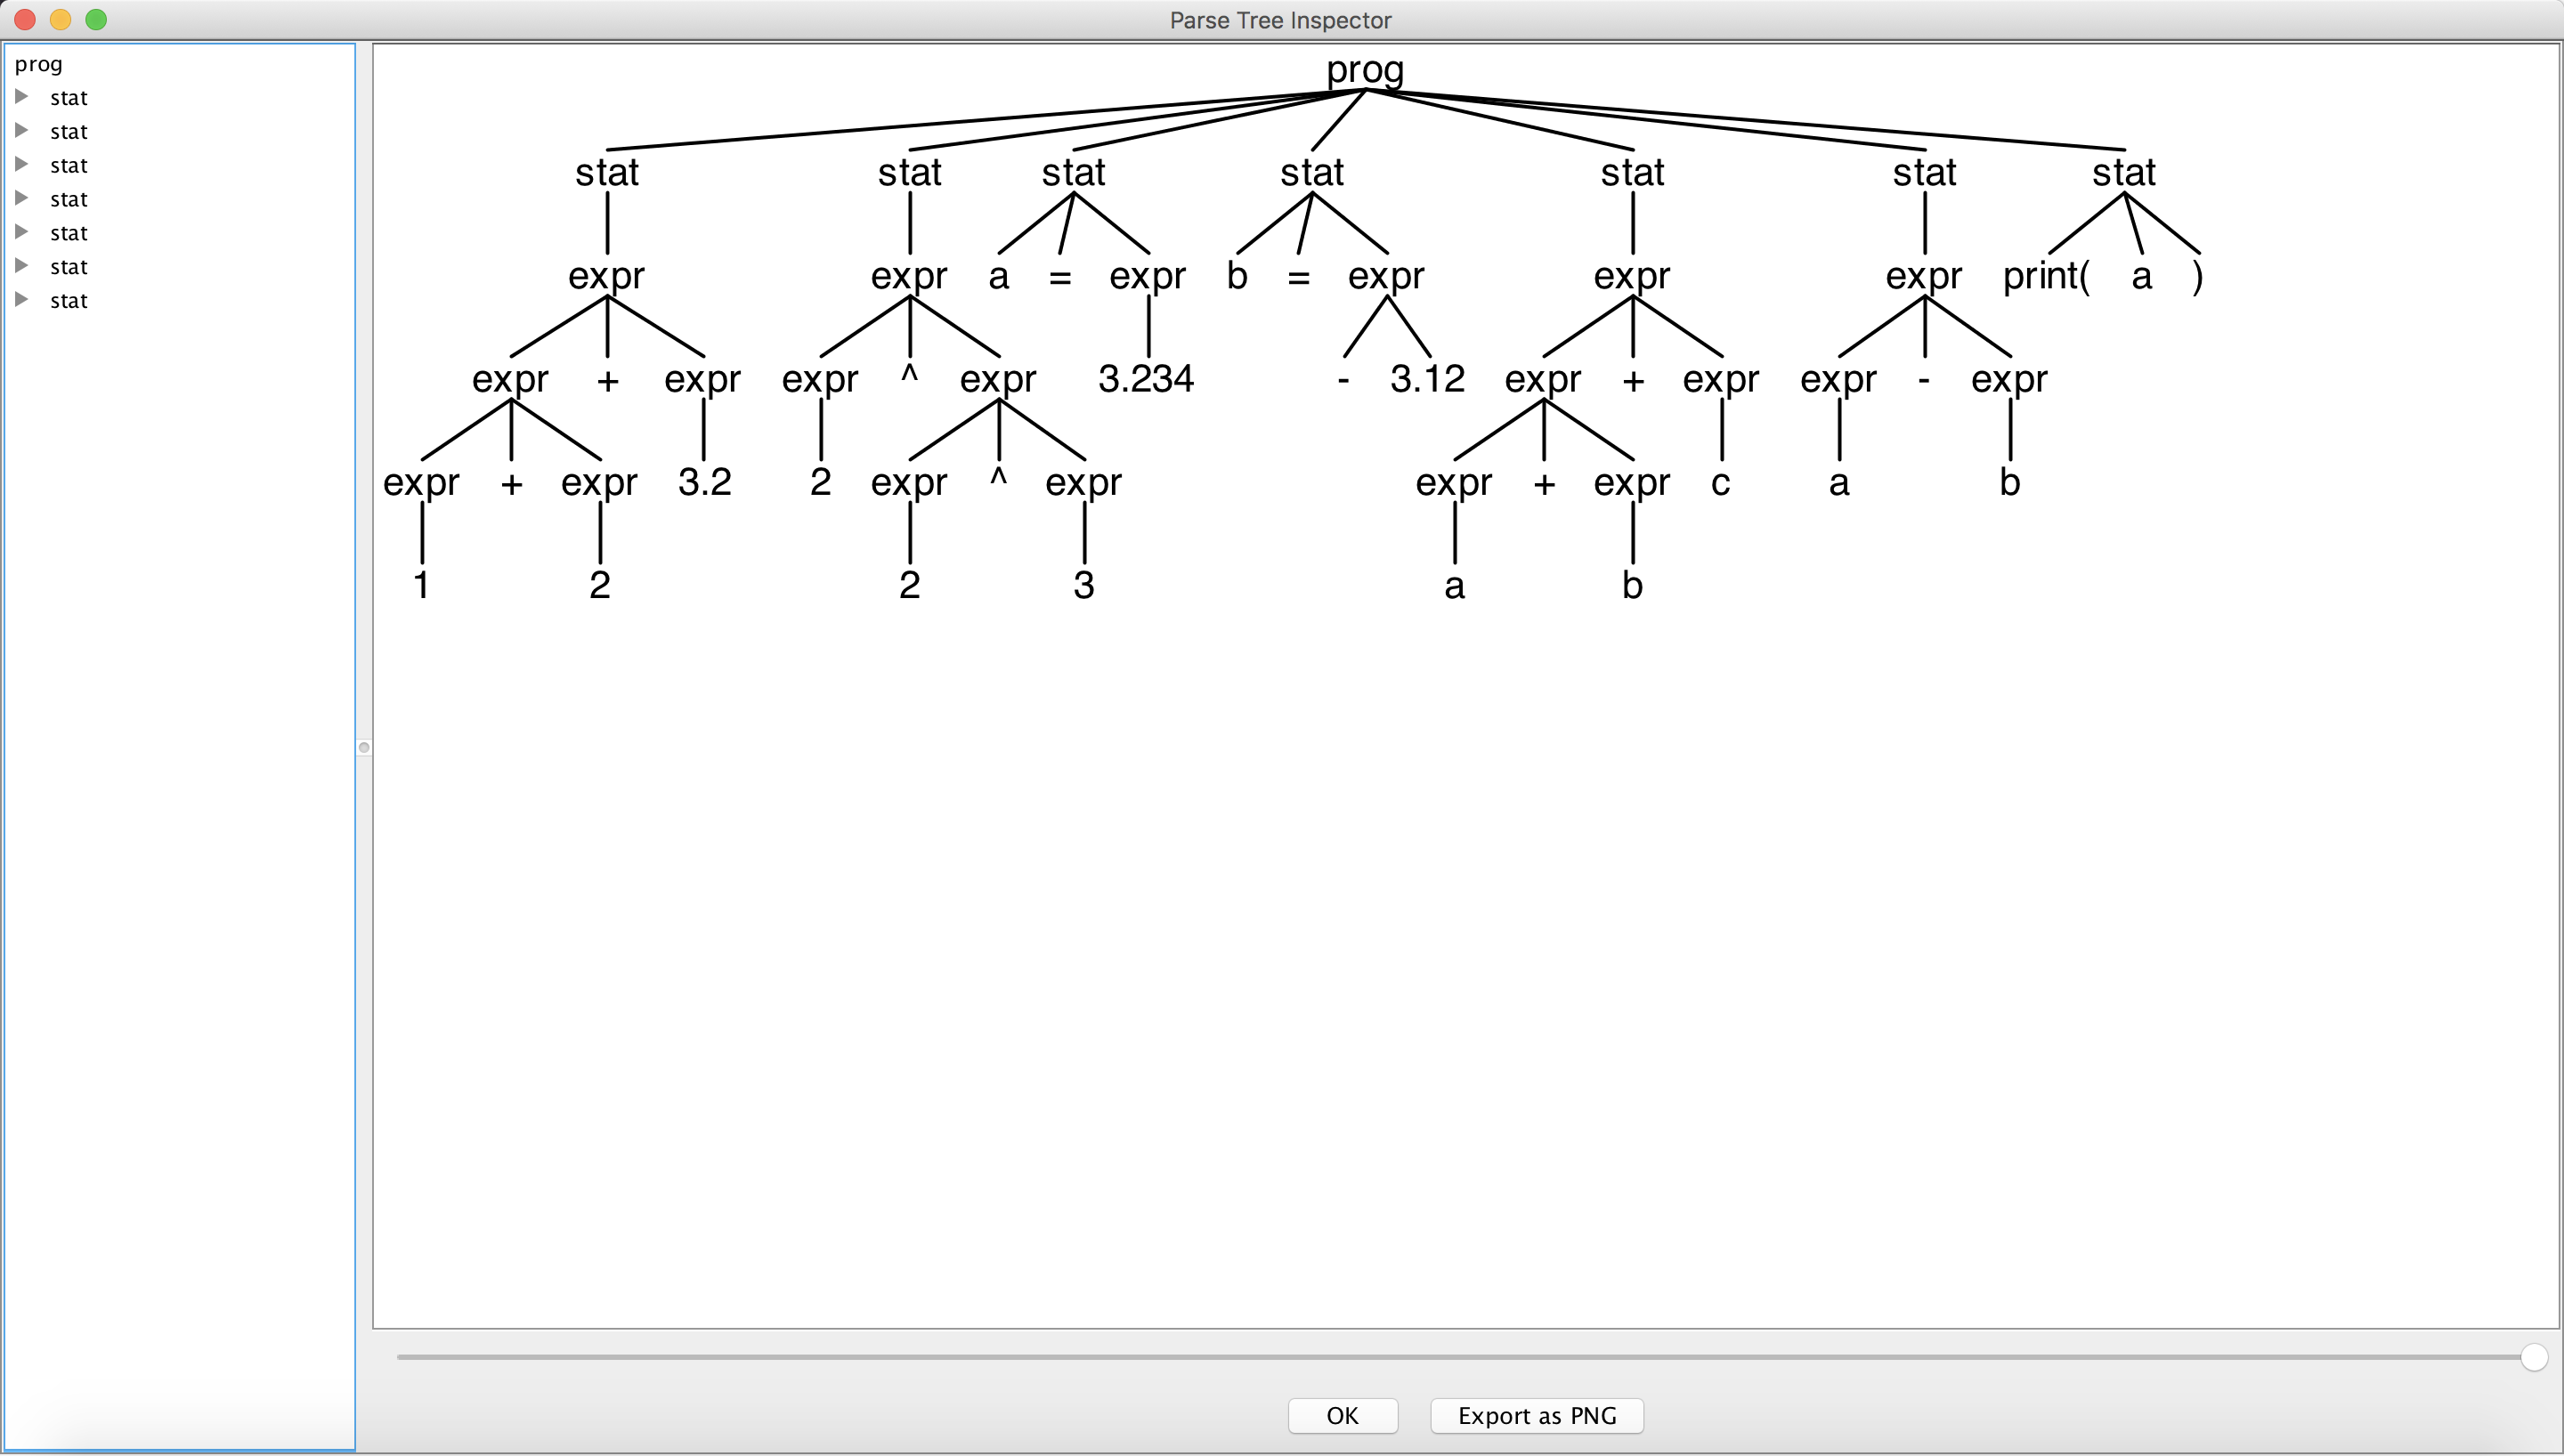 Parse Tree Inspector
prog
stat
stat
stat
stat
stat
stat
stat
prog
stat stat stat stat stat stat stat
expr expr a = expr b = expr expr expr print( a )
expr + expr expr ^ expr 3.234 - 3.12 expr + expr expr - expr
expr + expr 3.2 2 expr ^ expr expr + expr c a b
1 2 2 3 a b
OK Export as PNG